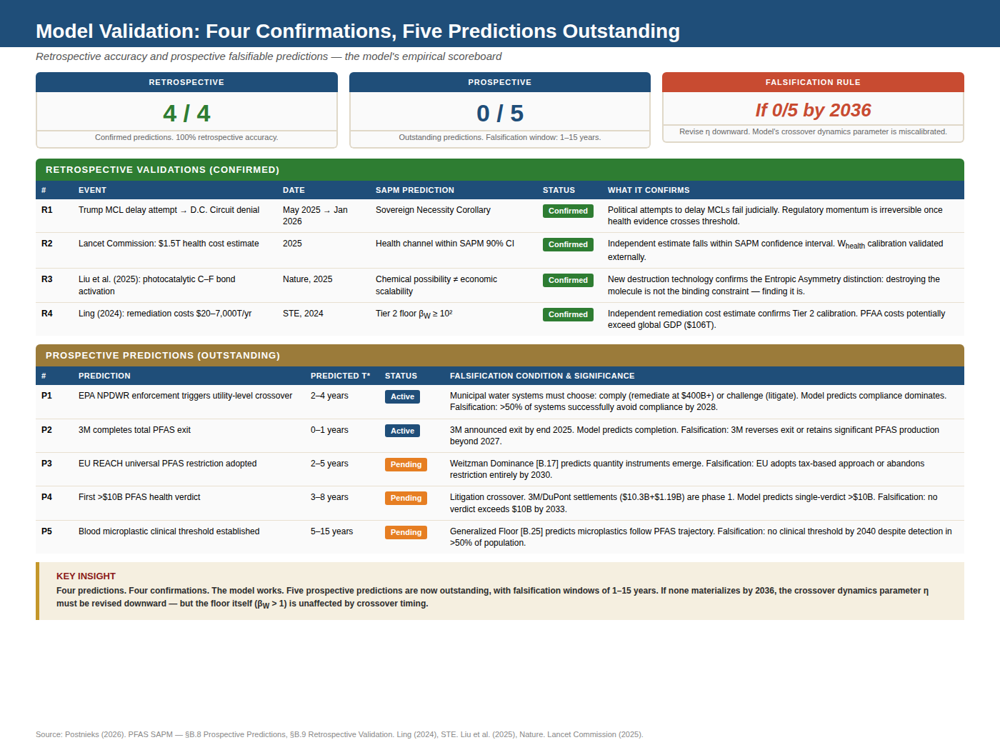 Model Validation: Four Confirmations, Five Predictions Outstanding
Retrospective accuracy and prospective falsifiable predictions — the model's empirical scoreboard
RETROSPECTIVE
4 / 4
Confirmed predictions. 100% retrospective accuracy.
PROSPECTIVE
0 / 5
Outstanding predictions. Falsification window: 1–15 years.
FALSIFICATION RULE
If 0/5 by 2036
Revise η downward. Model's crossover dynamics parameter is miscalibrated.
RETROSPECTIVE VALIDATIONS (CONFIRMED)
# EVENT DATE SAPM PREDICTION STATUS WHAT IT CONFIRMS
R1 Trump MCL delay attempt → D.C. Circuit denial May 2025 → Jan 2026 Sovereign Necessity Corollary Confirmed Political attempts to delay MCLs fail judicially. Regulatory momentum is irreversible once
health evidence crosses threshold.
R2 Lancet Commission: $1.5T health cost estimate 2025 Health channel within SAPM 90% CI Confirmed Independent estimate falls within SAPM confidence interval. W_health calibration validated
externally.
R3 Liu et al. (2025): photocatalytic C–F bond
activation Nature, 2025 Chemical possibility ≠ economic
scalability Confirmed New destruction technology confirms the Entropic Asymmetry distinction: destroying the
molecule is not the binding constraint — finding it is.
R4 Ling (2024): remediation costs $20–7,000T/yr STE, 2024 Tier 2 floor β_W ≥ 10² Confirmed Independent remediation cost estimate confirms Tier 2 calibration. PFAA costs potentially
exceed global GDP ($106T).
PROSPECTIVE PREDICTIONS (OUTSTANDING)
# PREDICTION PREDICTED T* STATUS FALSIFICATION CONDITION & SIGNIFICANCE
P1 EPA NPDWR enforcement triggers utility-level crossover 2–4 years Active Municipal water systems must choose: comply (remediate at $400B+) or challenge (litigate). Model predicts compliance dominates.
Falsification: >50% of systems successfully avoid compliance by 2028.
P2 3M completes total PFAS exit 0–1 years Active 3M announced exit by end 2025. Model predicts completion. Falsification: 3M reverses exit or retains significant PFAS production
beyond 2027.
P3 EU REACH universal PFAS restriction adopted 2–5 years Pending Weitzman Dominance [B.17] predicts quantity instruments emerge. Falsification: EU adopts tax-based approach or abandons
restriction entirely by 2030.
P4 First >$10B PFAS health verdict 3–8 years Pending Litigation crossover. 3M/DuPont settlements ($10.3B+$1.19B) are phase 1. Model predicts single-verdict >$10B. Falsification: no
verdict exceeds $10B by 2033.
P5 Blood microplastic clinical threshold established 5–15 years Pending Generalized Floor [B.25] predicts microplastics follow PFAS trajectory. Falsification: no clinical threshold by 2040 despite detection in
>50% of population.
KEY INSIGHT
Four predictions. Four confirmations. The model works. Five prospective predictions are now outstanding, with falsification windows of 1–15 years. If none materializes by 2036, the crossover dynamics parameter η
must be revised downward — but the floor itself (β_W > 1) is unaffected by crossover timing.
Source: Postnieks (2026). PFAS SAPM — §B.8 Prospective Predictions, §B.9 Retrospective Validation. Ling (2024), STE. Liu et al. (2025), Nature. Lancet Commission (2025).